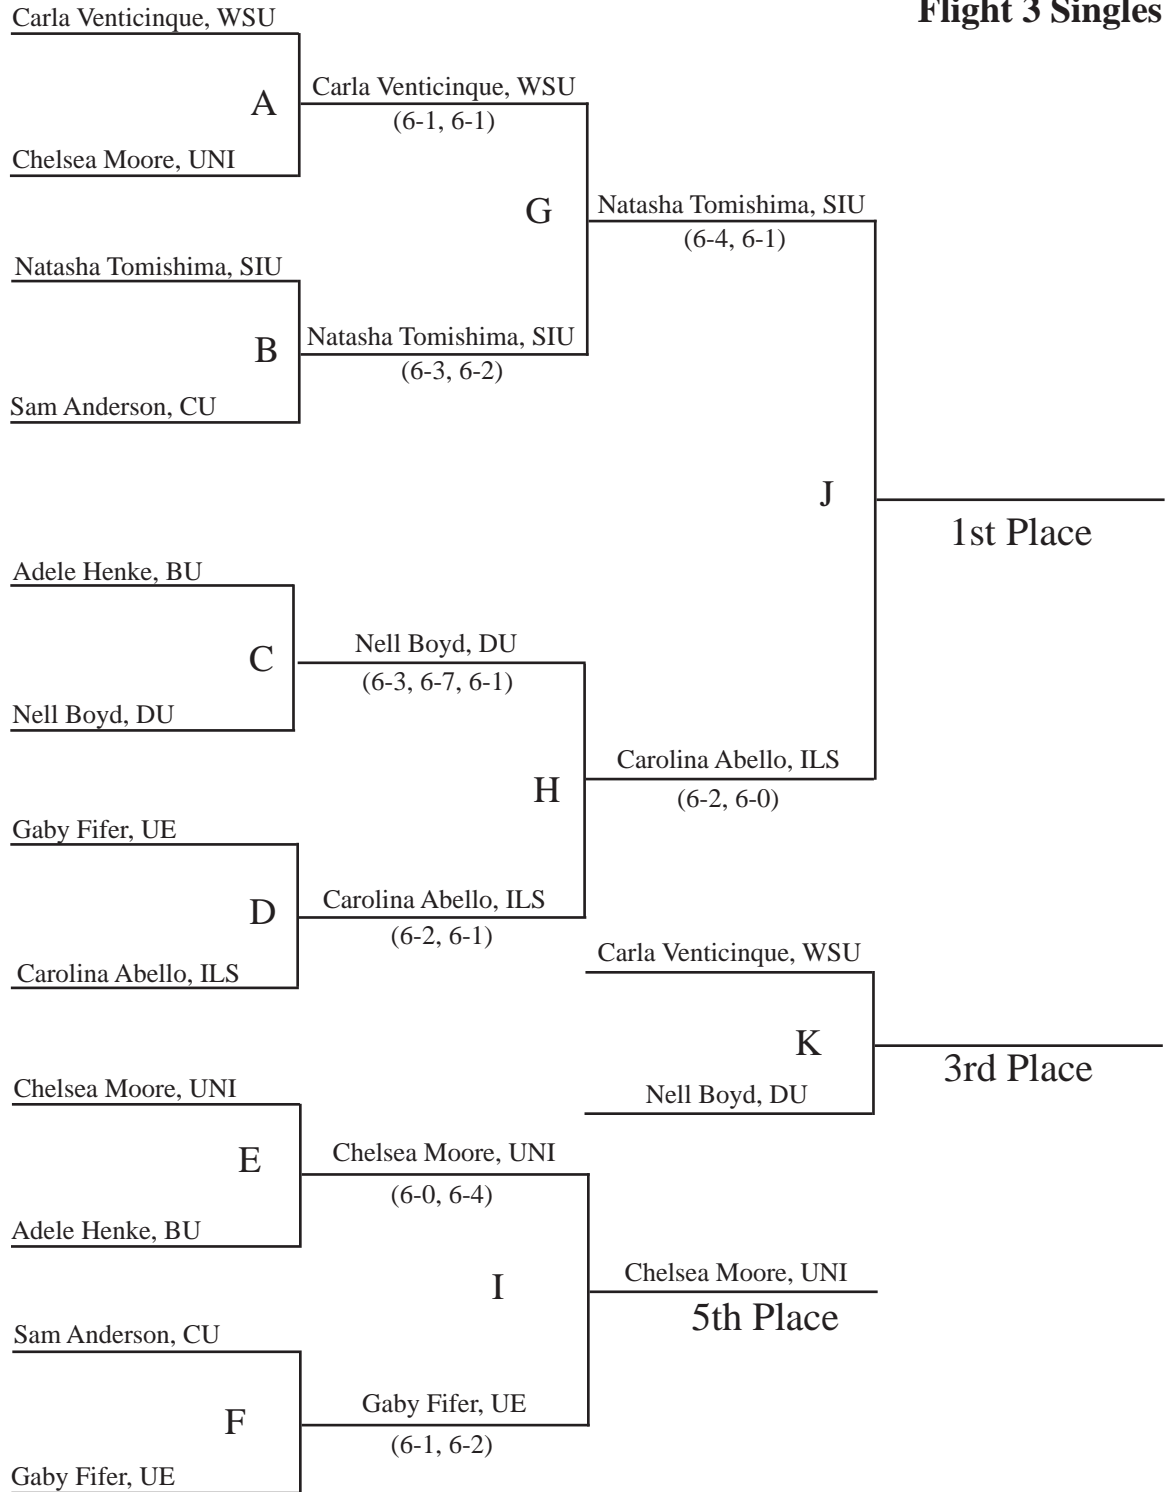 Flight 3 Singles
Carla Venticinque, WSU
A
Chelsea Moore, UNI
Carla Venticinque, WSU
(6-1, 6-1)
Natasha Tomishima, SIU
B
Sam Anderson, CU
Natasha Tomishima, SIU
(6-3, 6-2)
G
Natasha Tomishima, SIU
(6-4, 6-1)
Adele Henke, BU
C
Nell Boyd, DU
Nell Boyd, DU
(6-3, 6-7, 6-1)
Gaby Fifer, UE
D
Carolina Abello, ILS
Carolina Abello, ILS
(6-2, 6-1)
H
Carolina Abello, ILS
(6-2, 6-0)
J
1st Place
Carla Venticinque, WSU
K
Nell Boyd, DU
3rd Place
Chelsea Moore, UNI
E
Adele Henke, BU
Chelsea Moore, UNI
(6-0, 6-4)
Sam Anderson, CU
F
Gaby Fifer, UE
Gaby Fifer, UE
(6-1, 6-2)
I
Chelsea Moore, UNI
5th Place